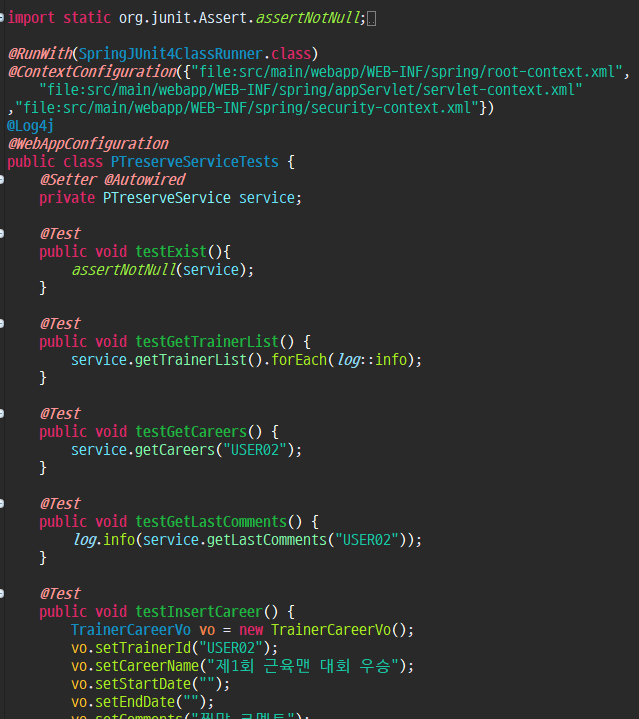 import static org.junit.Assert.assertNotNull;
@RunWith(SpringJUnit4ClassRunner.class)
@ContextConfiguration({"file:src/main/webapp/WEB-INF/spring/root-context.xml",
"file:src/main/webapp/WEB-INF/spring/appServlet/servlet-context.xml"
,"file:src/main/webapp/WEB-INF/spring/security-context.xml"})
@Log4j
@WebAppConfiguration
public class PTreserveServiceTests {
@Setter @Autowired
private PTreserveService service;
@Test
public void testExist(){
assertNotNull(service);
}
@Test
public void testGetTrainerList() {
service.getTrainerList().forEach(log::info);
}
@Test
public void testGetCareers() {
service.getCareers("USER02");
}
@Test
public void testGetLastComments() {
log.info(service.getLastComments("USER02"));
}
@Test
public void testInsertCareer() {
TrainerCareerVo vo = new TrainerCareerVo();
vo.setTrainerId("USER02");
vo.setCareerName("제1회 근육맨 대회 우승");
vo.setStartDate("");
vo.setEndDate("");